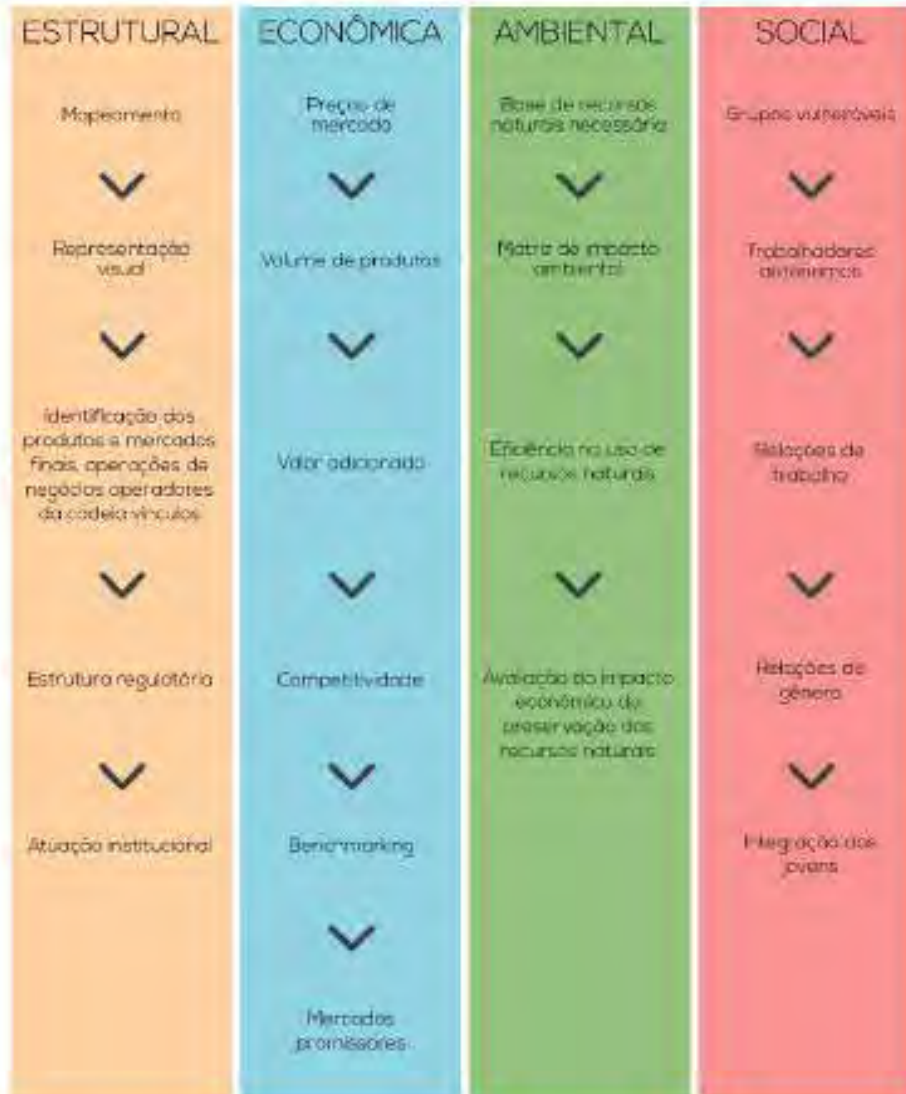 ESTRUTURAL
Mapeamento
Representação
visual
Identificação dos
produtos e mercados
finais, operações de
negócios operadores
da cadeia-vínculos
Estrutura regulatória
Atuação institucional
ECONÔMICA
Preços de
mercado
Volume de produtos
Valor adicionado
Competitividade
Benchmarking
Mercados
promissores
AMBIENTAL
Base de recursos
naturais necessária
Matriz de impacto
ambiental
Eficiência no uso de
recursos naturais
Avaliação do impacto
econômico da
preservação dos
recursos naturais
SOCIAL
Grupos vulneráveis
Trabalhadores
autônomos
Relações de
trabalho
Relações de
gênero
Integração dos
jovens